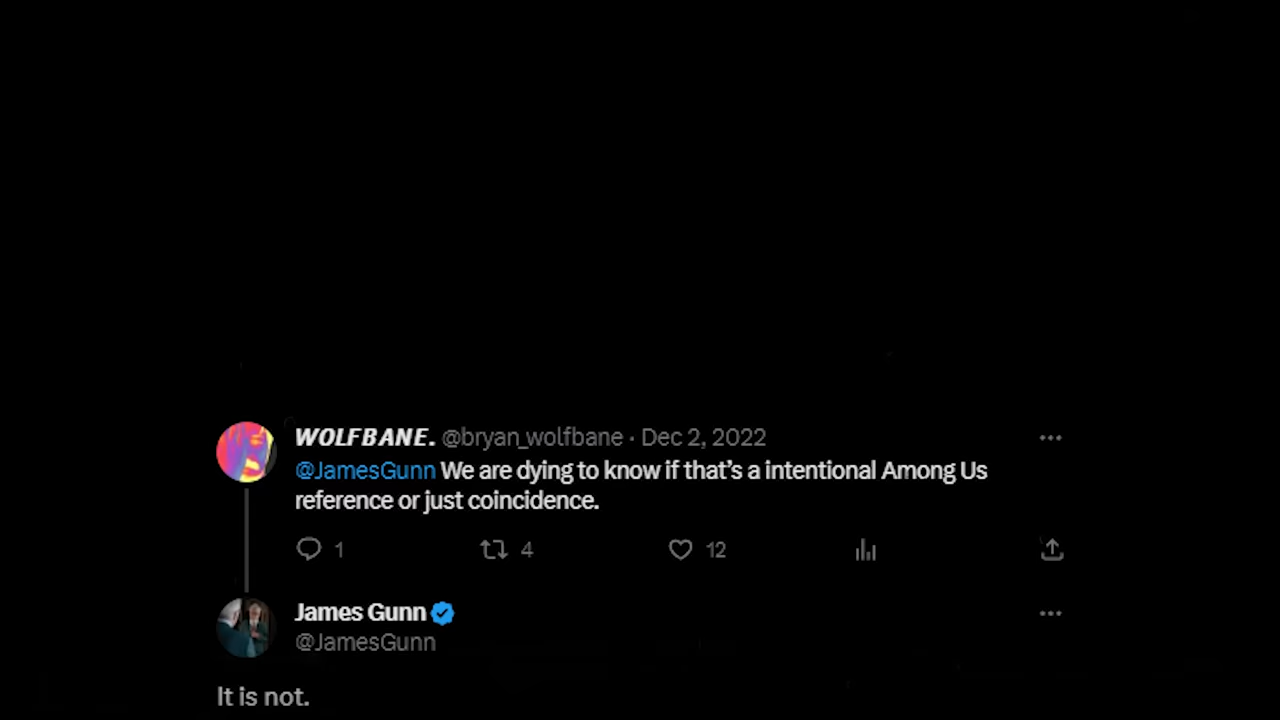 WOLFBANE. @bryan_wolfbane · Dec 2, 2022
@JamesGunn We are dying to know if that's a intentional Among Us
reference or just coincidence.
1 4 12
James Gunn
@JamesGunn
It is not.